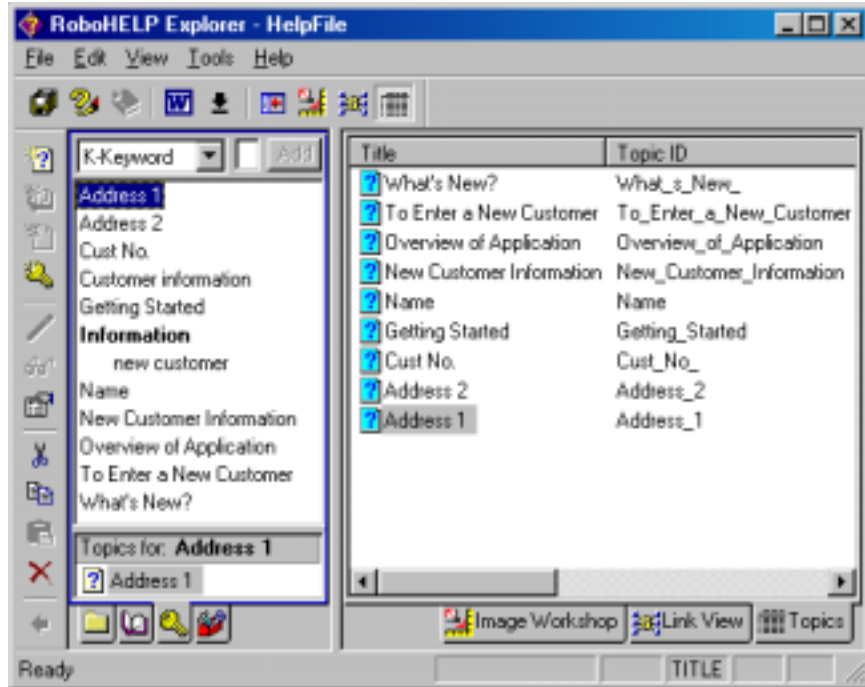 RoboHELP Explorer - HelpFile
File Edit View Tools Help
K-Keyword Add
Address 1
Address 2
Cust No.
Customer information
Getting Started
Information
new customer
Name
New Customer Information
Overview of Application
To Enter a New Customer
What's New?
Topics for: Address 1
Address 1
Title Topic ID
What's New? What_s_New_
To Enter a New Customer To_Enter_a_New_Customer
Overview of Application Overview_of_Application
New Customer Information New_Customer_Information
Name Name
Getting Started Getting_Started
Cust No. Cust_No_
Address 2 Address_2
Address 1 Address_1
Image Workshop Link View Topics
Ready TITLE